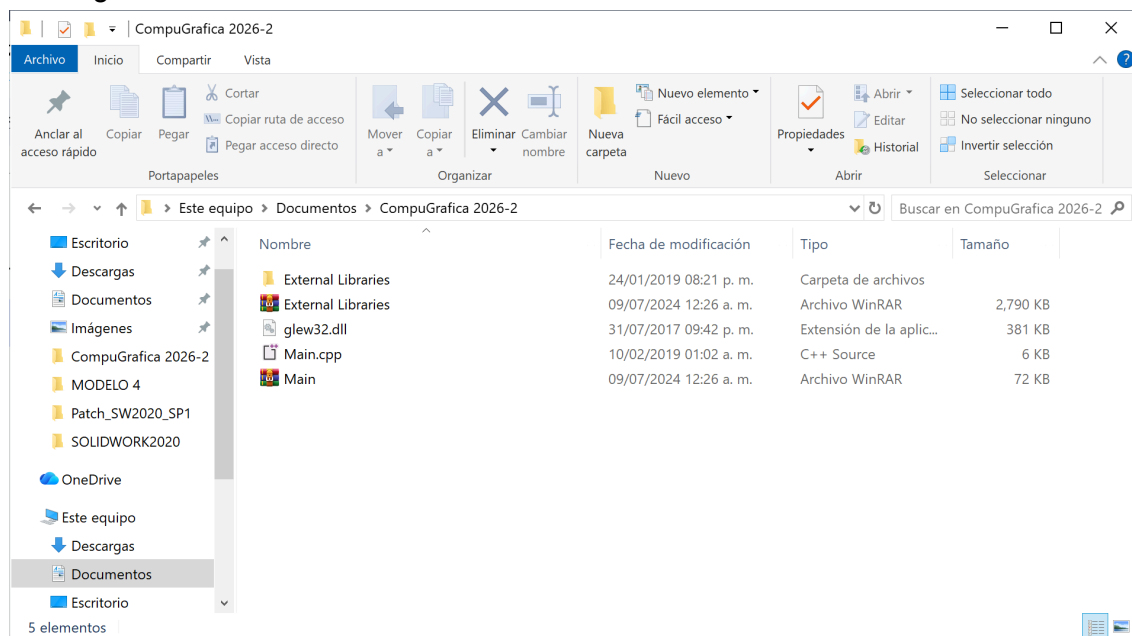 CompuGrafica 2026-2
Archivo Inicio Compartir Vista ?
Anclar al acceso rápido
Copiar
Pegar
Cortar
Copiar ruta de acceso
Pegar acceso directo
Portapapeles
Mover a
Copiar a
Eliminar
Cambiar nombre
Organizar
Nueva carpeta
Nuevo elemento
Fácil acceso
Nuevo
Propiedades
Abrir
Editar
Historial
Abrir
Seleccionar todo
No seleccionar ninguno
Invertir selección
Seleccionar
Este equipo > Documentos > CompuGrafica 2026-2
Buscar en CompuGrafica 2026-2
Escritorio
Descargas
Documentos
Imágenes
CompuGrafica 2026-2
MODELO 4
Patch_SW2020_SP1
SOLIDWORK2020
OneDrive
Este equipo
Descargas
Documentos
Escritorio
Nombre Fecha de modificación Tipo Tamaño
External Libraries 24/01/2019 08:21 p. m. Carpeta de archivos
External Libraries 09/07/2024 12:26 a. m. Archivo WinRAR 2,790 KB
glew32.dll 31/07/2017 09:42 p. m. Extensión de la aplic... 381 KB
Main.cpp 10/02/2019 01:02 a. m. C++ Source 6 KB
Main 09/07/2024 12:26 a. m. Archivo WinRAR 72 KB
5 elementos